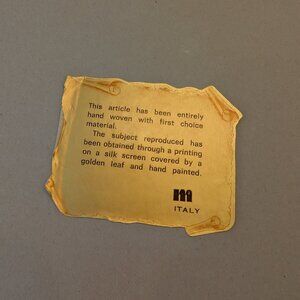 This article has been entirely
hand woven with first choice
material.
The subject reproduced has
been obtained through a printing
on a silk screen covered by a
golden leaf and hand painted.
m
ITALY